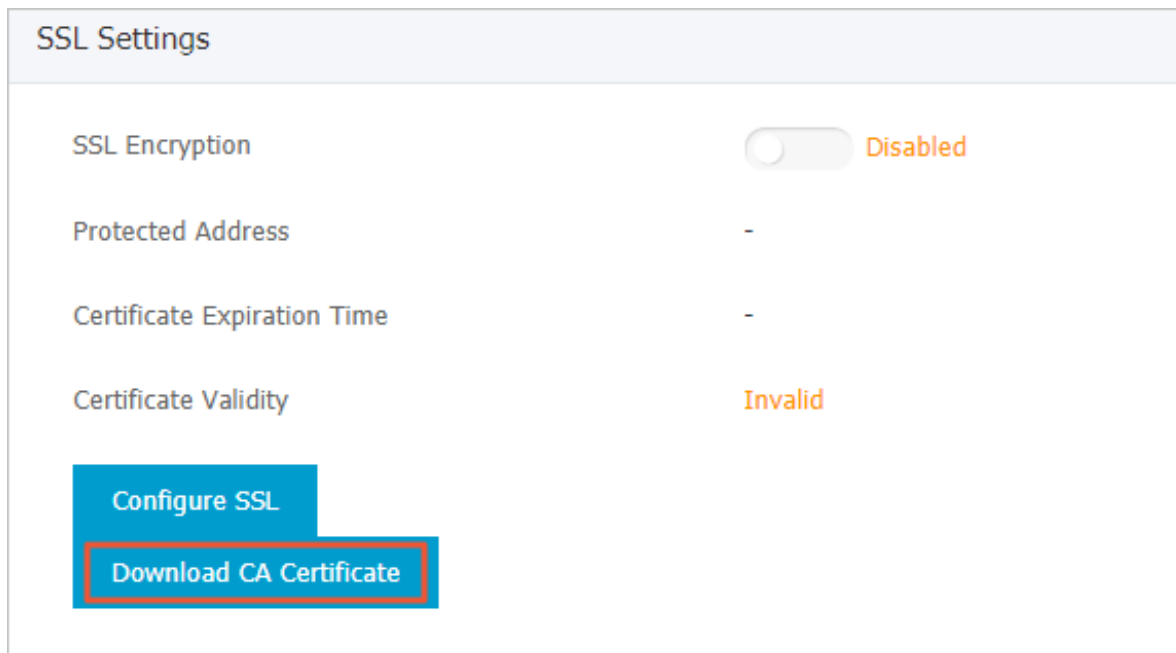 SSL Settings
SSL Encryption Disabled
Protected Address -
Certificate Expiration Time -
Certificate Validity Invalid
Configure SSL
Download CA Certificate